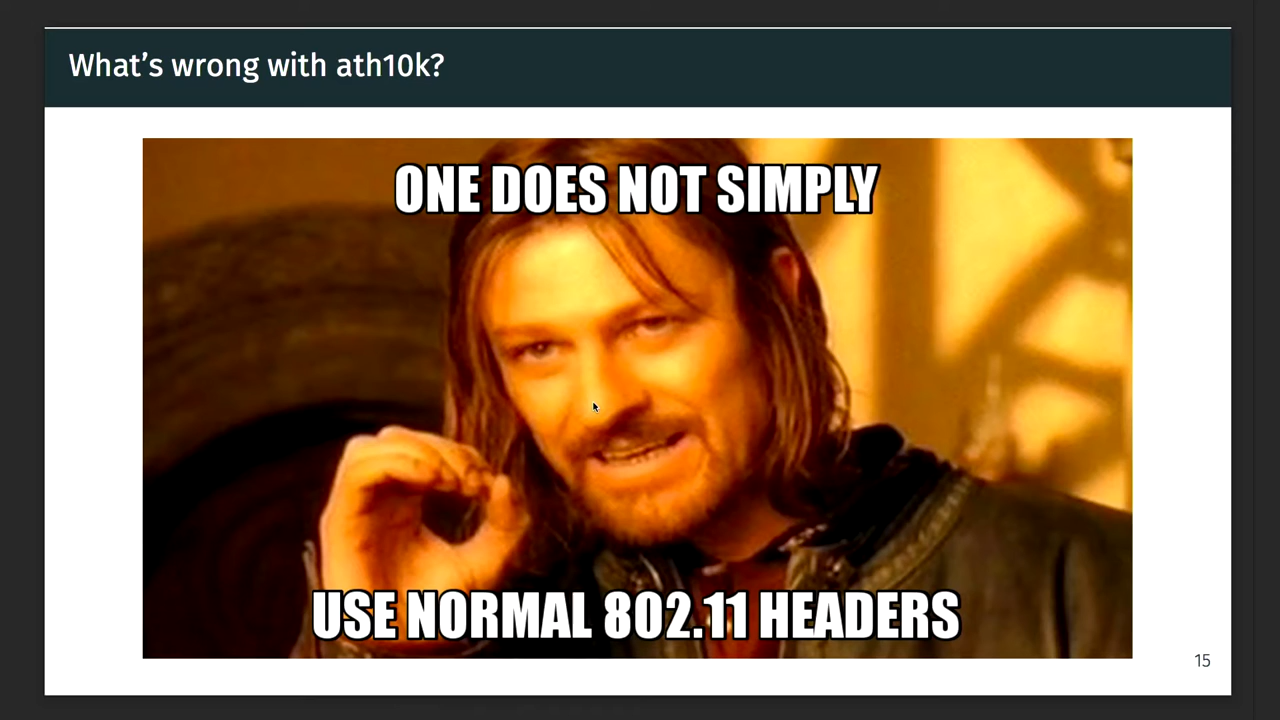 What’s wrong with ath10k?
ONE DOES NOT SIMPLY
USE NORMAL 802.11 HEADERS
15